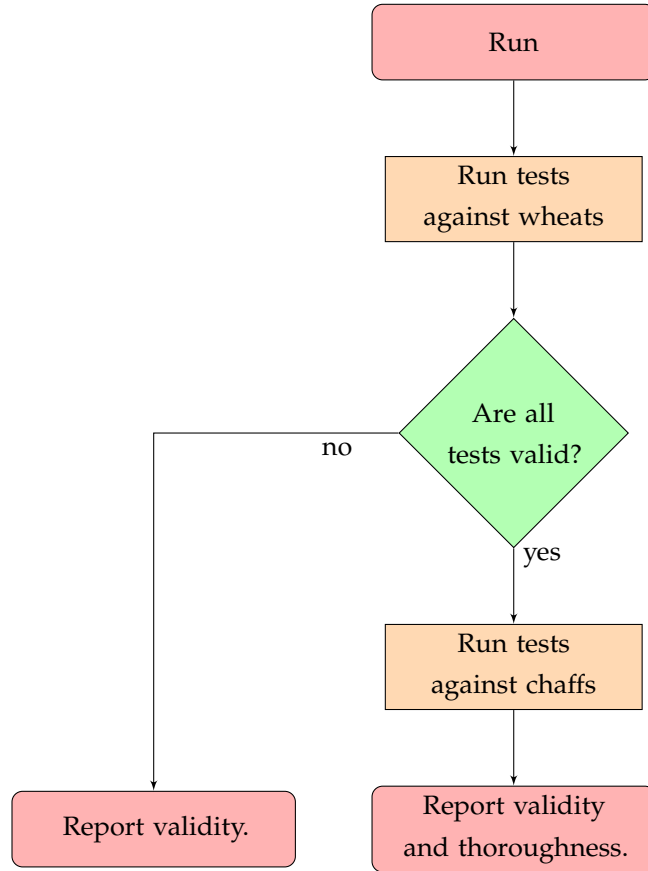 Run
Run tests
against wheats
Are all
tests valid?
no
yes
Run tests
against chaffs
Report validity.
Report validity
and thoroughness.